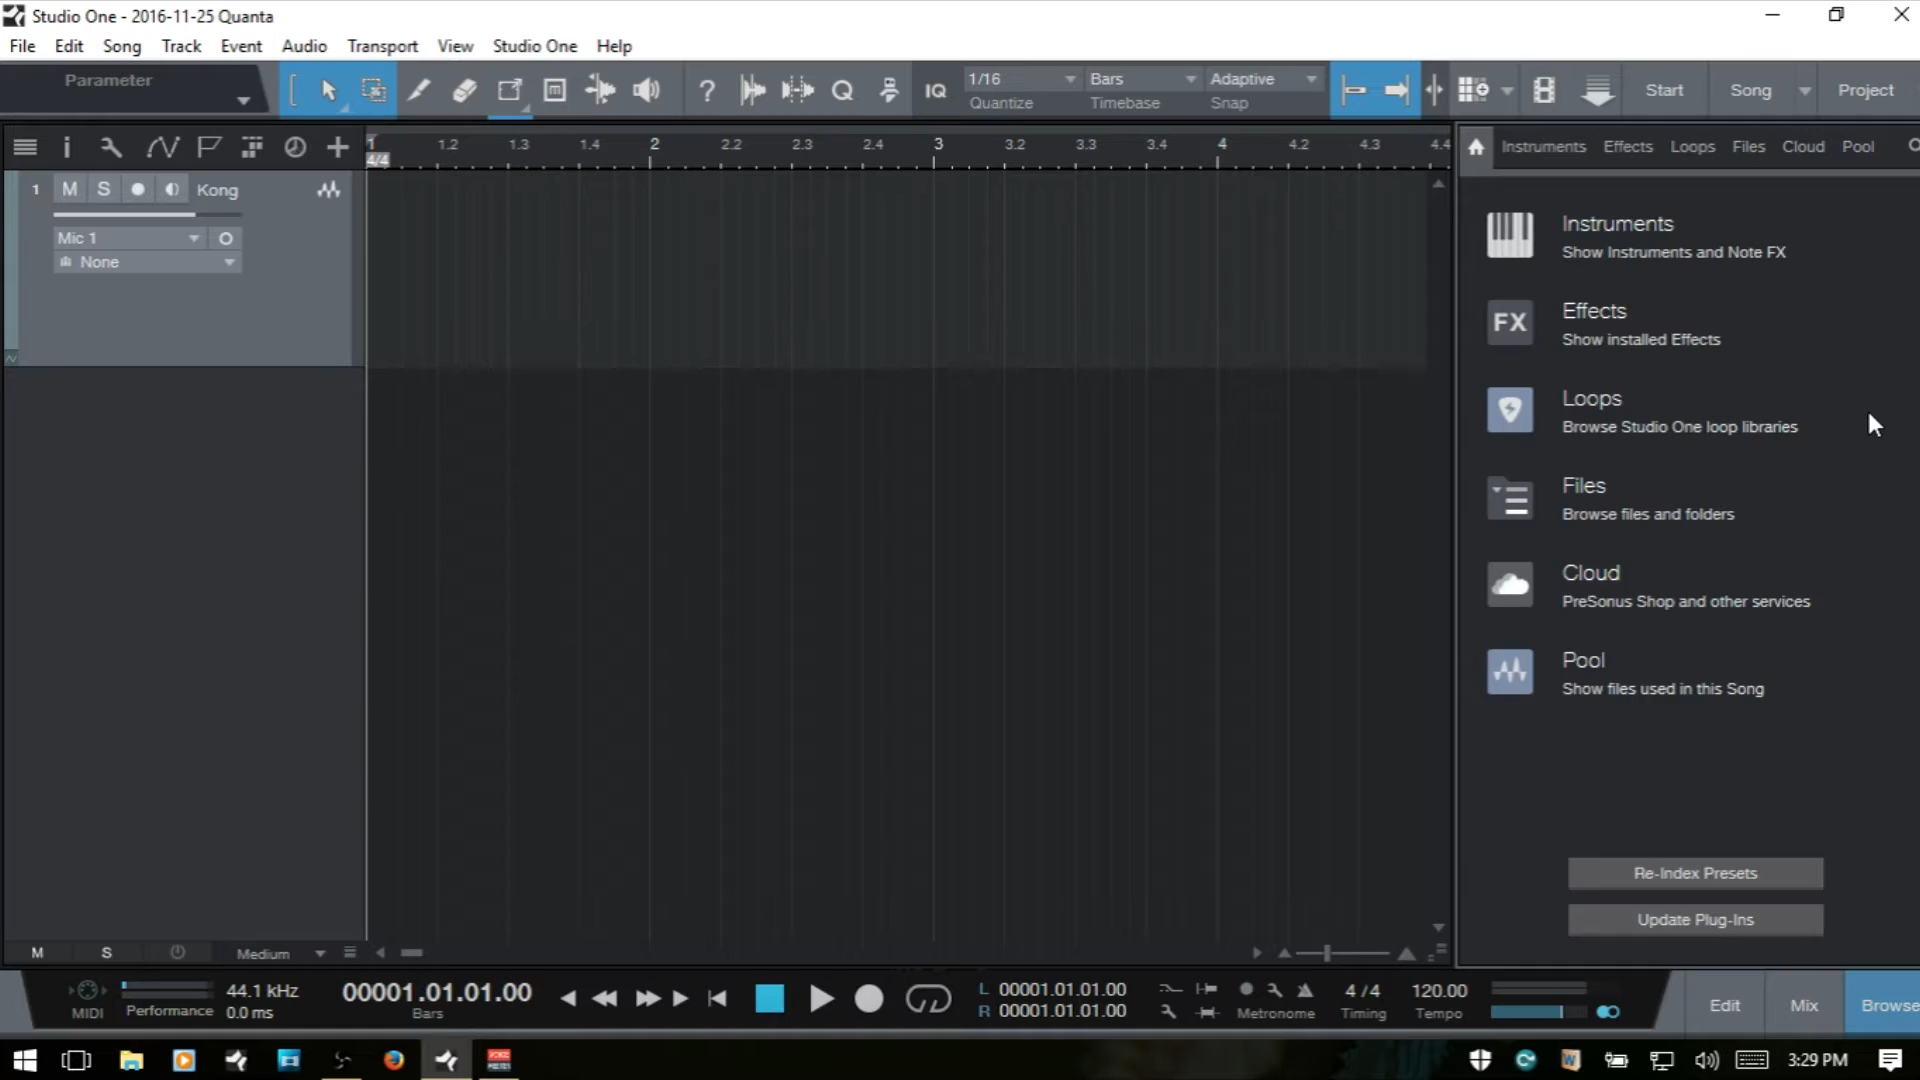 Studio One - 2016-11-25 Quanta
File Edit Song Track Event Audio Transport View Studio One Help
Parameter
? Q IQ 1/16 Bars Adaptive Start Song Project
Quantize Timebase Snap
1 1.2 1.3 1.4 2 2.2 2.3 2.4 3 3.2 3.3 3.4 4 4.2 4.3 4.4
4/4
Instruments Effects Loops Files Cloud Pool
1 M S Kong
Mic 1
None
Instruments
Show Instruments and Note FX
FX
Effects
Show installed Effects
Loops
Browse Studio One loop libraries
Files
Browse files and folders
Cloud
PreSonus Shop and other services
Pool
Show files used in this Song
Re-Index Presets
Update Plug-Ins
M S Medium
MIDI
Performance
44.1 kHz
0.0 ms
00001.01.01.00
Bars
L 00001.01.01.00
R 00001.01.01.00
Metronome
4 / 4
Timing
120.00
Tempo
Edit Mix Browse
3:29 PM